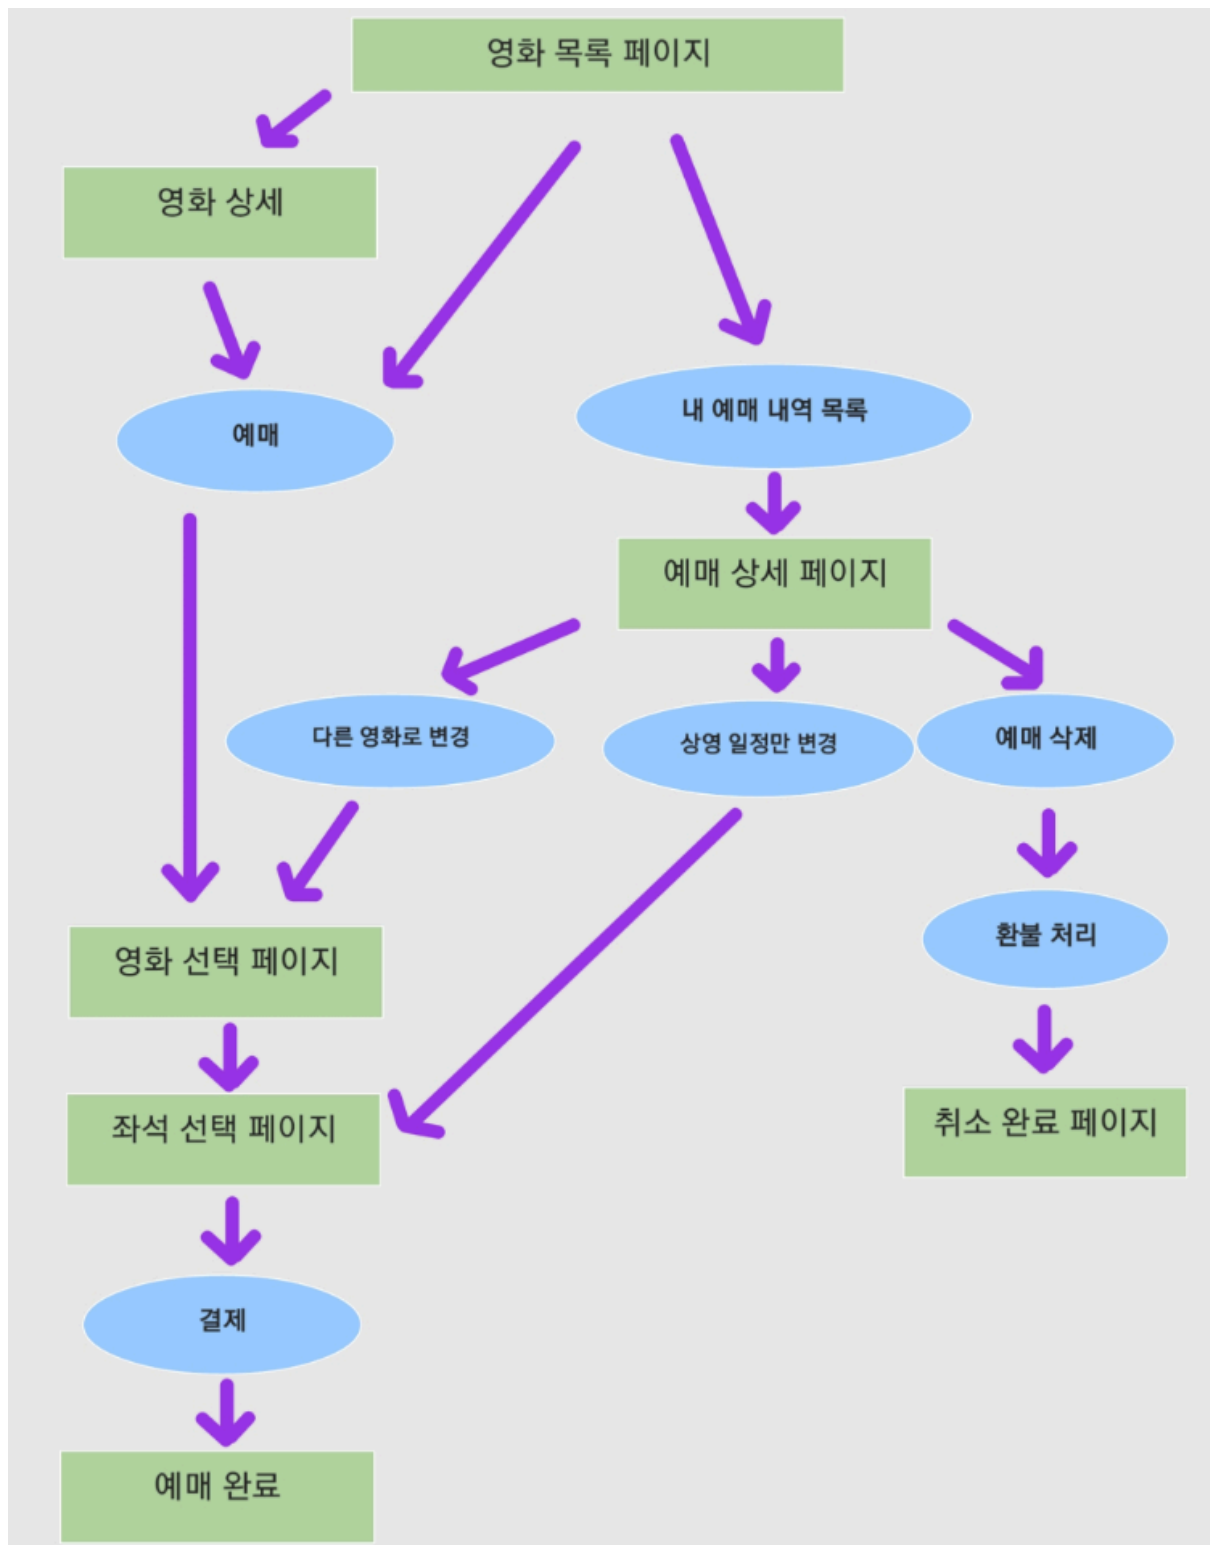 영화 목록 페이지
영화 상세
예매
내 예매 내역 목록
예매 상세 페이지
다른 영화로 변경
상영 일정만 변경
예매 삭제
환불 처리
영화 선택 페이지
좌석 선택 페이지
취소 완료 페이지
결제
예매 완료